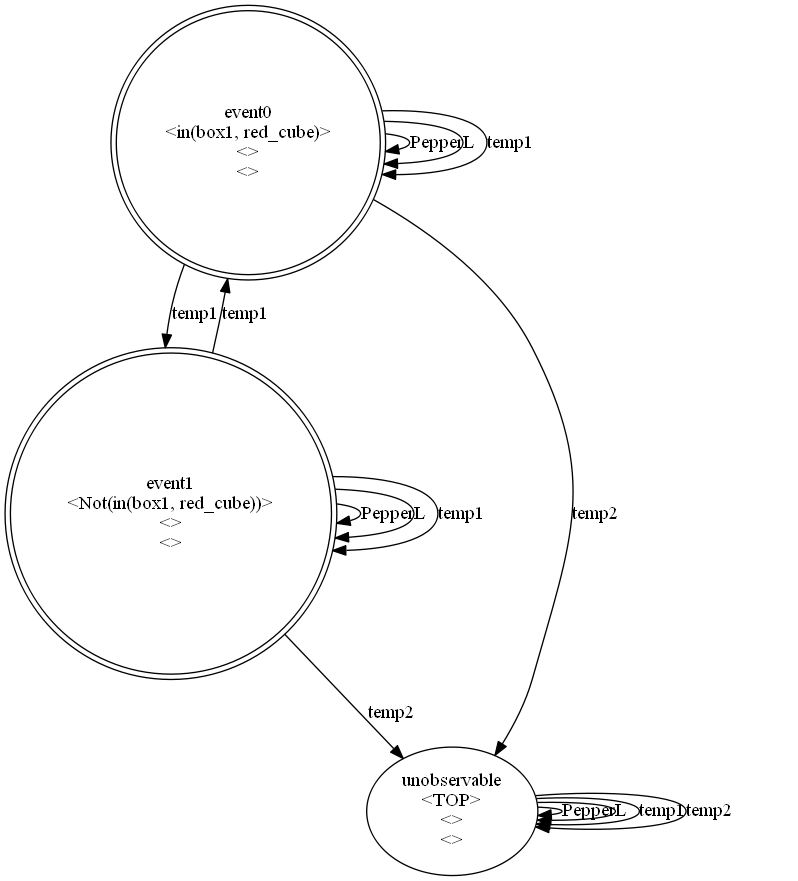 event0
<in(box1, red_cube)>
<>
<>
PepperL
temp1
temp1
temp1
event1
<Not(in(box1, red_cube))>
<>
<>
PepperL
temp1
temp2
temp2
unobservable
<TOP>
<>
<>
PepperL
temp1
temp2